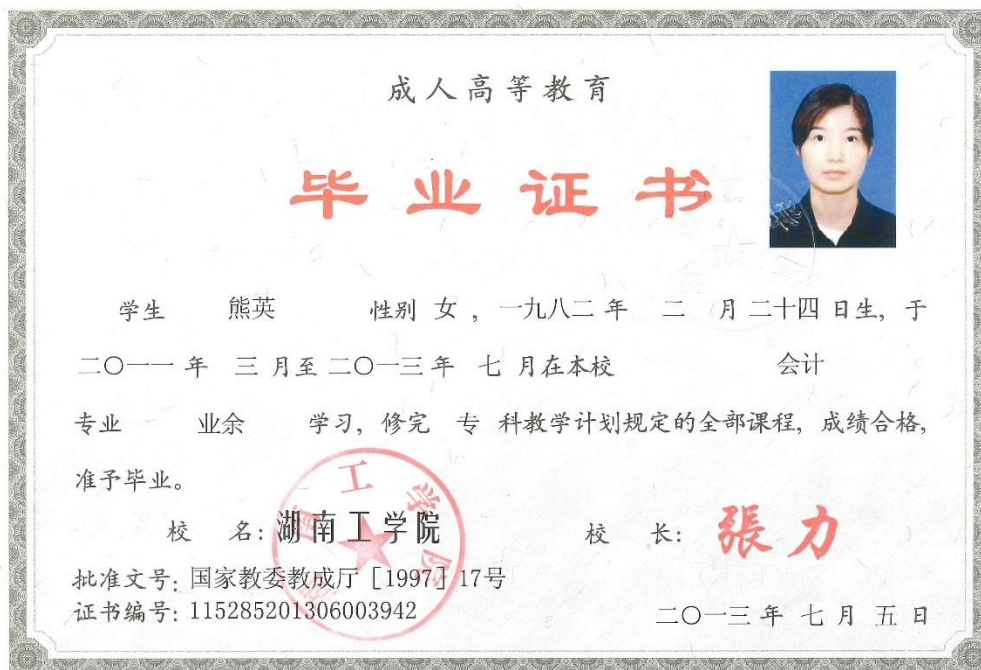 成人高等教育
毕业证书
学生 熊英 性别 女 ，一九八二 年 二 月 二十四 日生，于
二〇一一 年 三 月至 二〇一三 年 七 月在本校 会计
专业 业余 学习，修完 专 科教学计划规定的全部课程，成绩合格，
准予毕业。
校 名：湖南工学院 校 长：張力
批准文号：国家教委教成厅［1997］17号
证书编号：115285201306003942
二〇一三 年 七 月 五 日
湖南工学院